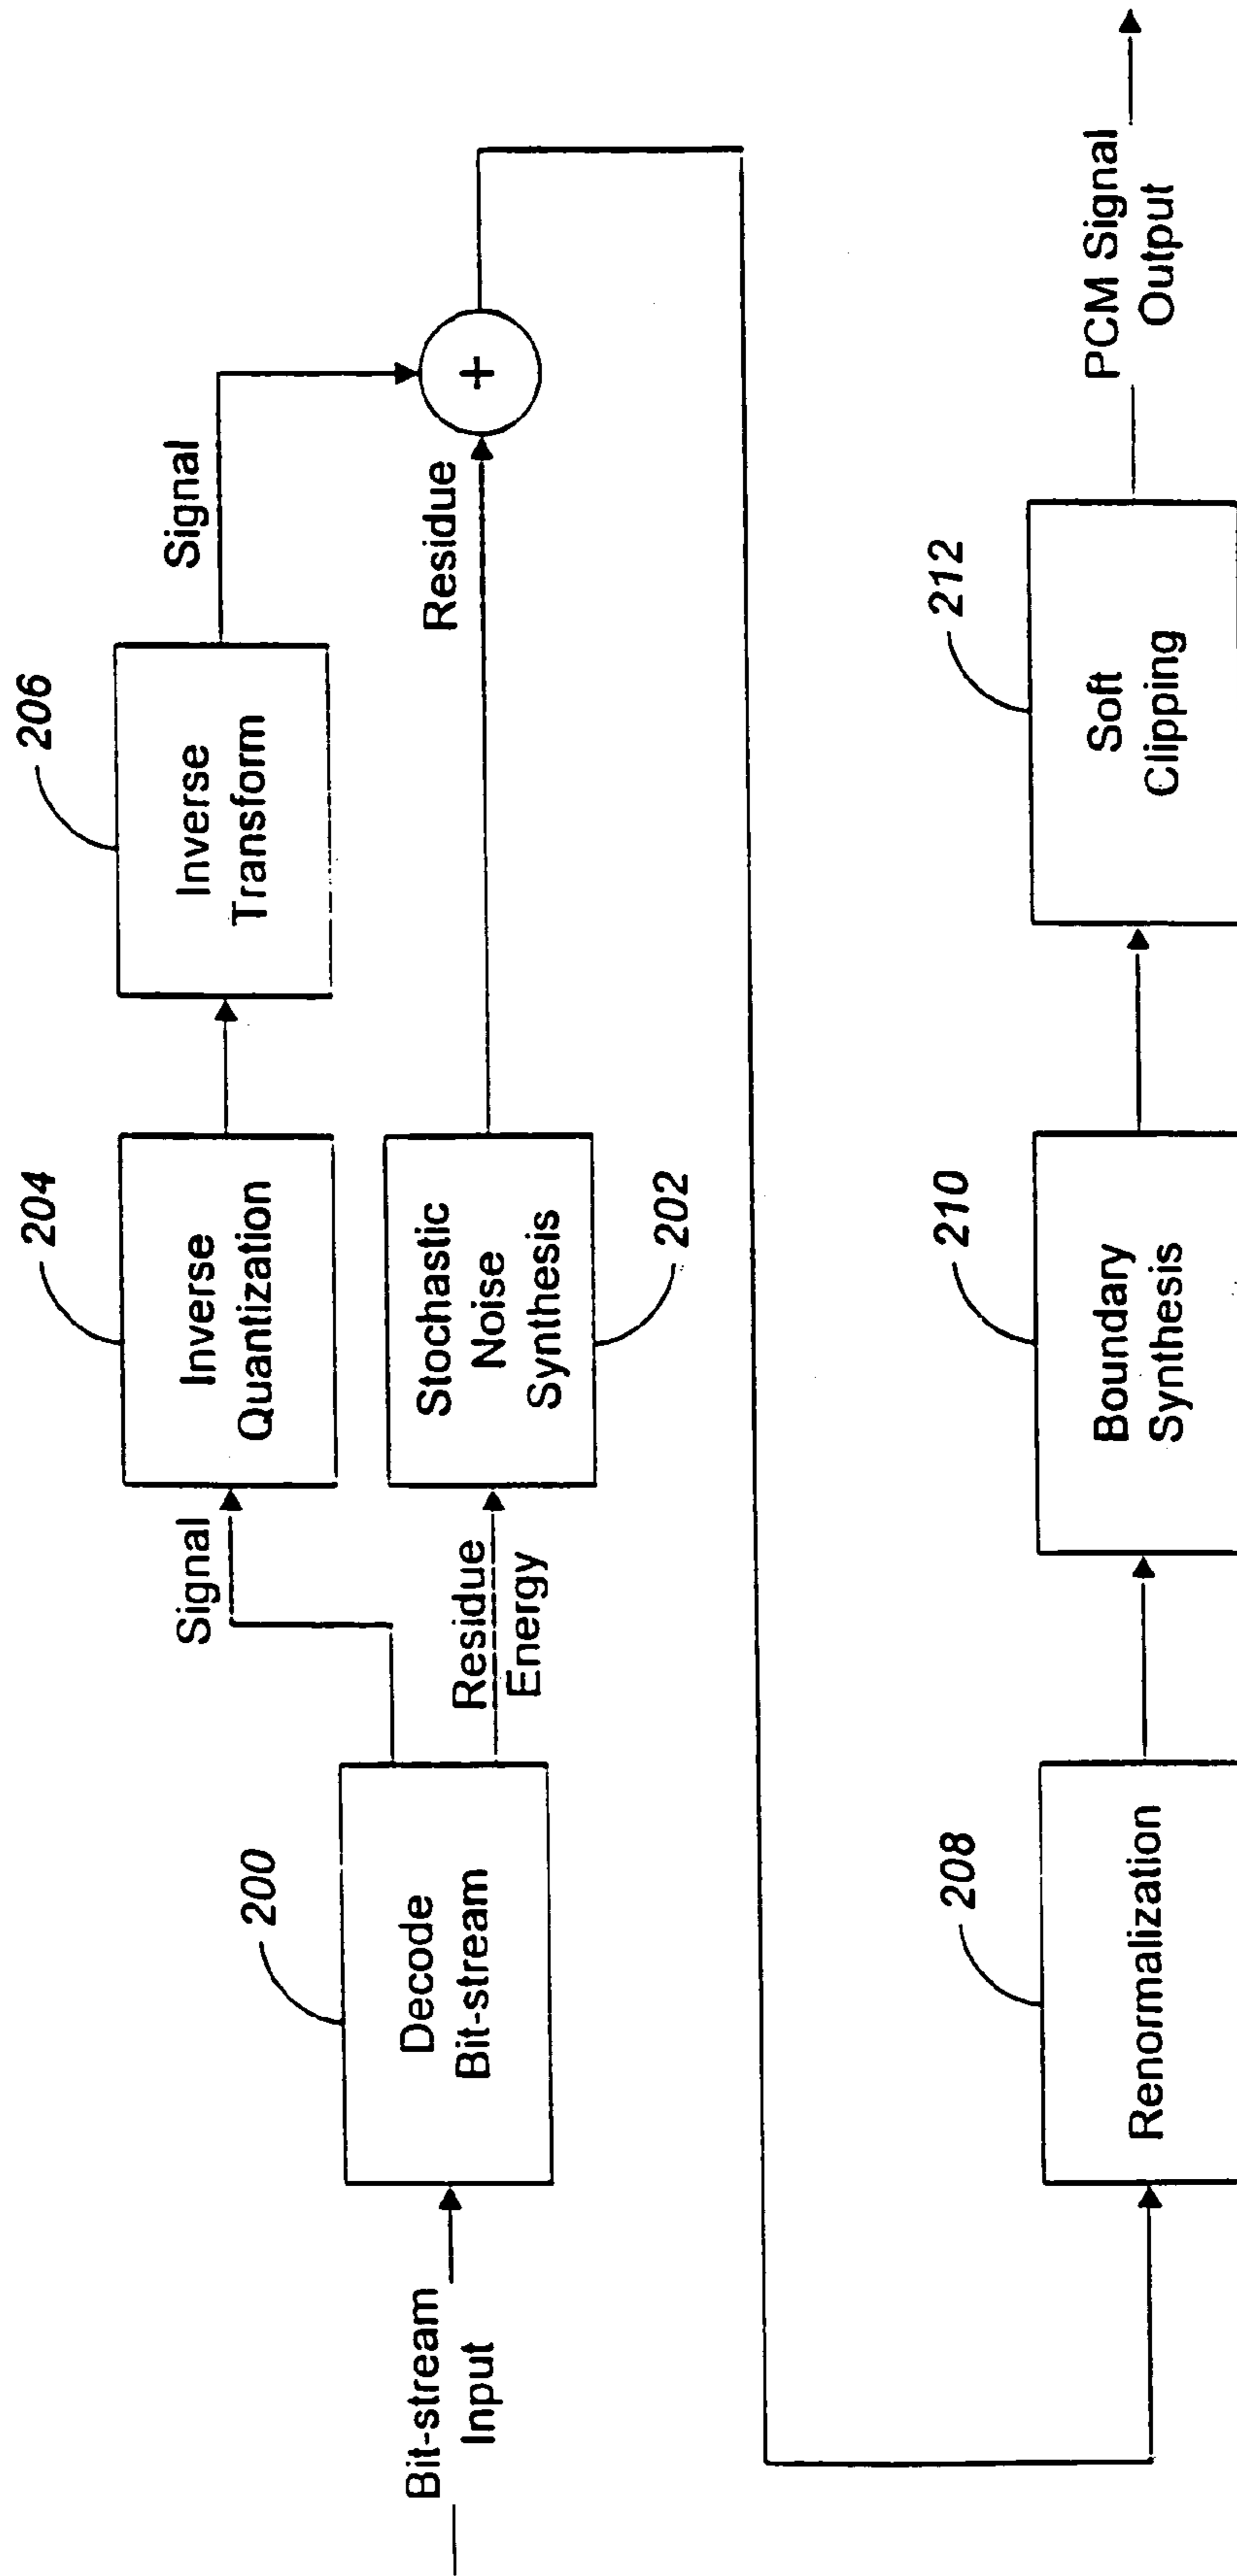 Bit-stream
Input
200
Decode
Bit-stream
Signal
Residue
Energy
204
Inverse
Quantization
Stochastic
Noise
Synthesis
202
206
Inverse
Transform
Signal
Residue
+
208
Renormalization
210
Boundary
Synthesis
212
Soft
Clipping
PCM Signal
Output